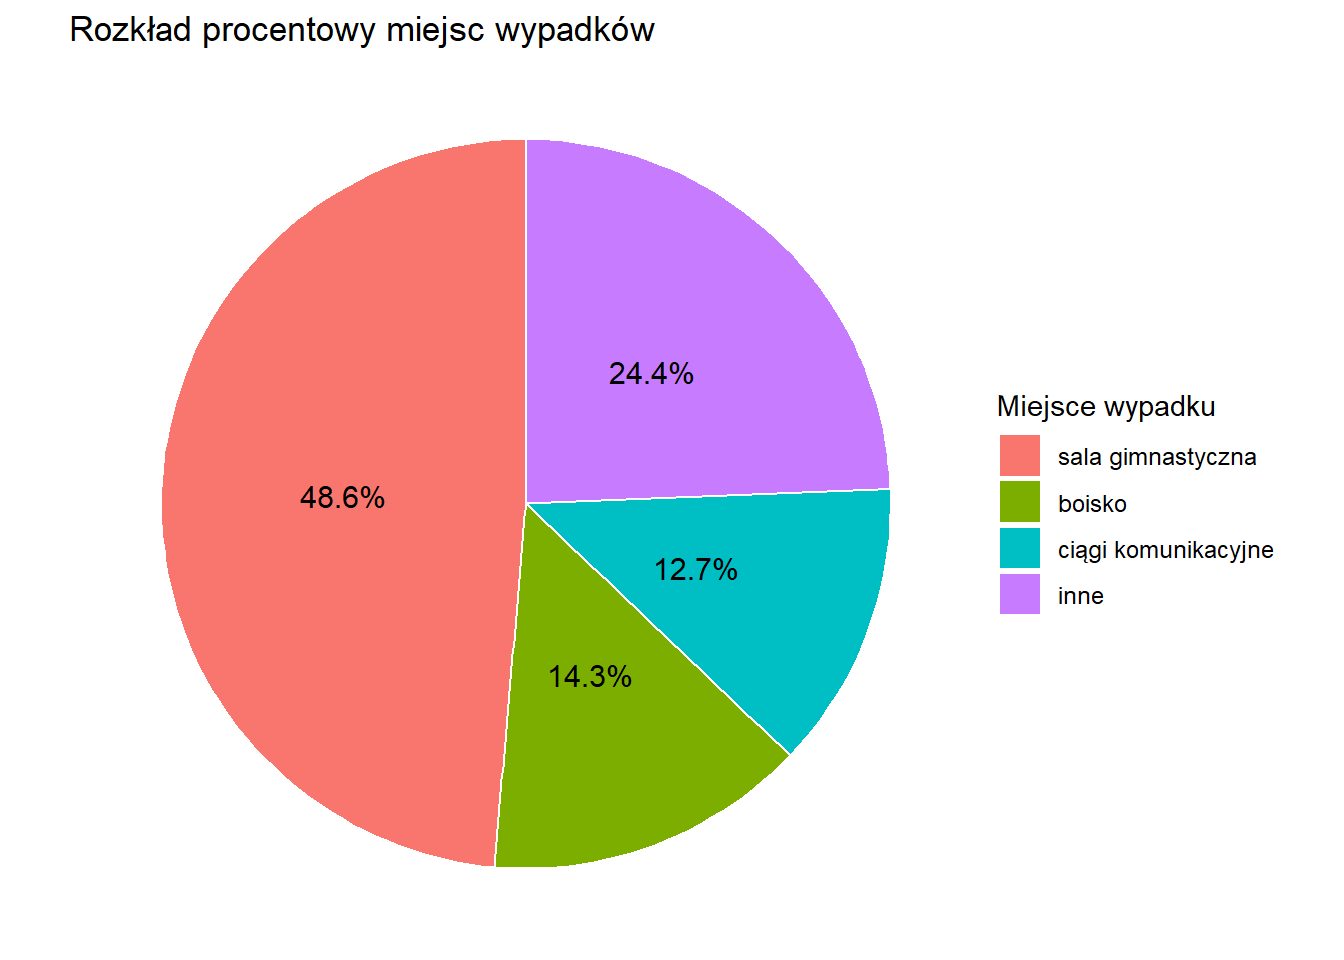 Rozkład procentowy miejsc wypadków
24.4%
48.6%
12.7%
14.3%
Miejsce wypadku
sala gimnastyczna
boisko
ciągi komunikacyjne
inne